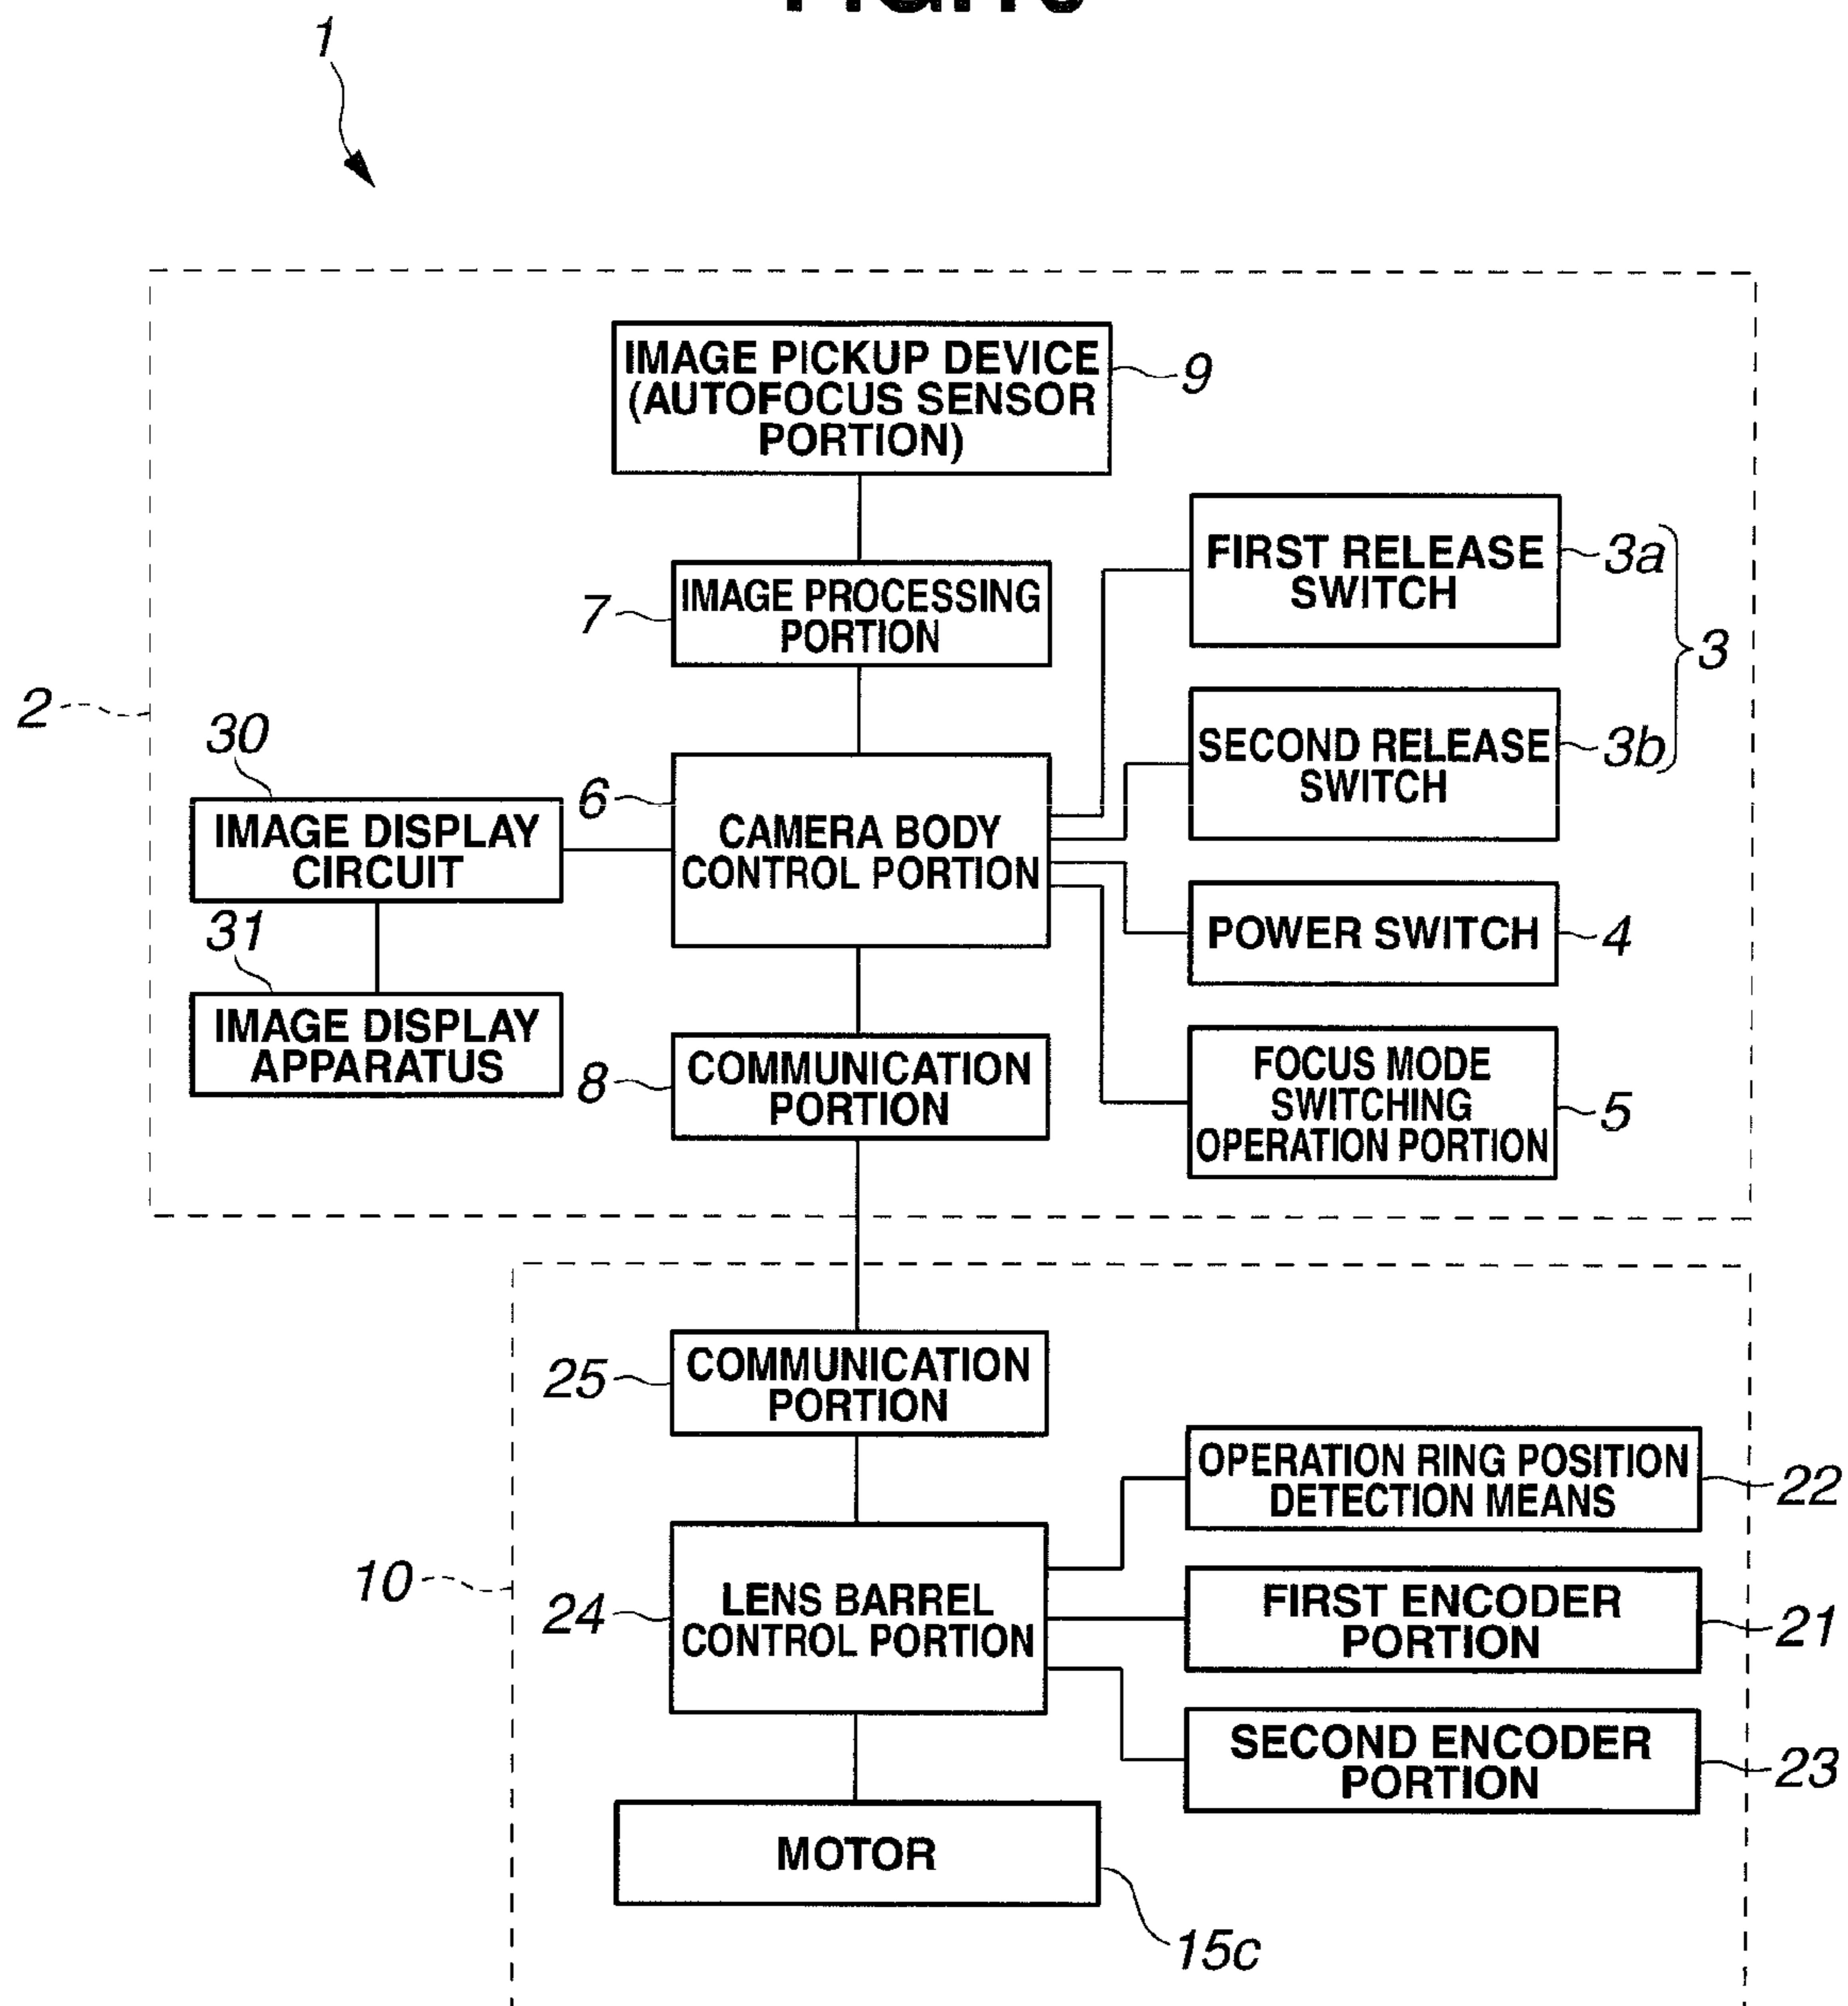 1
IMAGE PICKUP DEVICE
(AUTOFOCUS SENSOR
PORTION)
9
FIRST RELEASE
SWITCH
3a
7
IMAGE PROCESSING
PORTION
3
2
SECOND RELEASE
SWITCH
3b
30
6
IMAGE DISPLAY
CIRCUIT
CAMERA BODY
CONTROL PORTION
POWER SWITCH
4
31
IMAGE DISPLAY
APPARATUS
8
COMMUNICATION
PORTION
FOCUS MODE
SWITCHING
OPERATION PORTION
5
25
COMMUNICATION
PORTION
OPERATION RING POSITION
DETECTION MEANS
22
10
24
LENS BARREL
CONTROL PORTION
FIRST ENCODER
PORTION
21
SECOND ENCODER
PORTION
23
MOTOR
15c